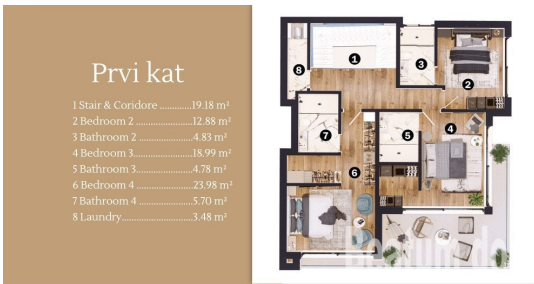 Prvi kat
1 Stair & Coridore ............19.18 m²
2 Bedroom 2 .....................12.88 m²
3 Bathroom 2 ......................4.83 m²
4 Bedroom 3......................18.99 m²
5 Bathroom 3.......................4.78 m²
6 Bedroom 4 .....................23.98 m²
7 Bathroom 4 ......................5.70 m²
8 Laundry............................3.48 m²
1
2
3
4
5
6
7
8